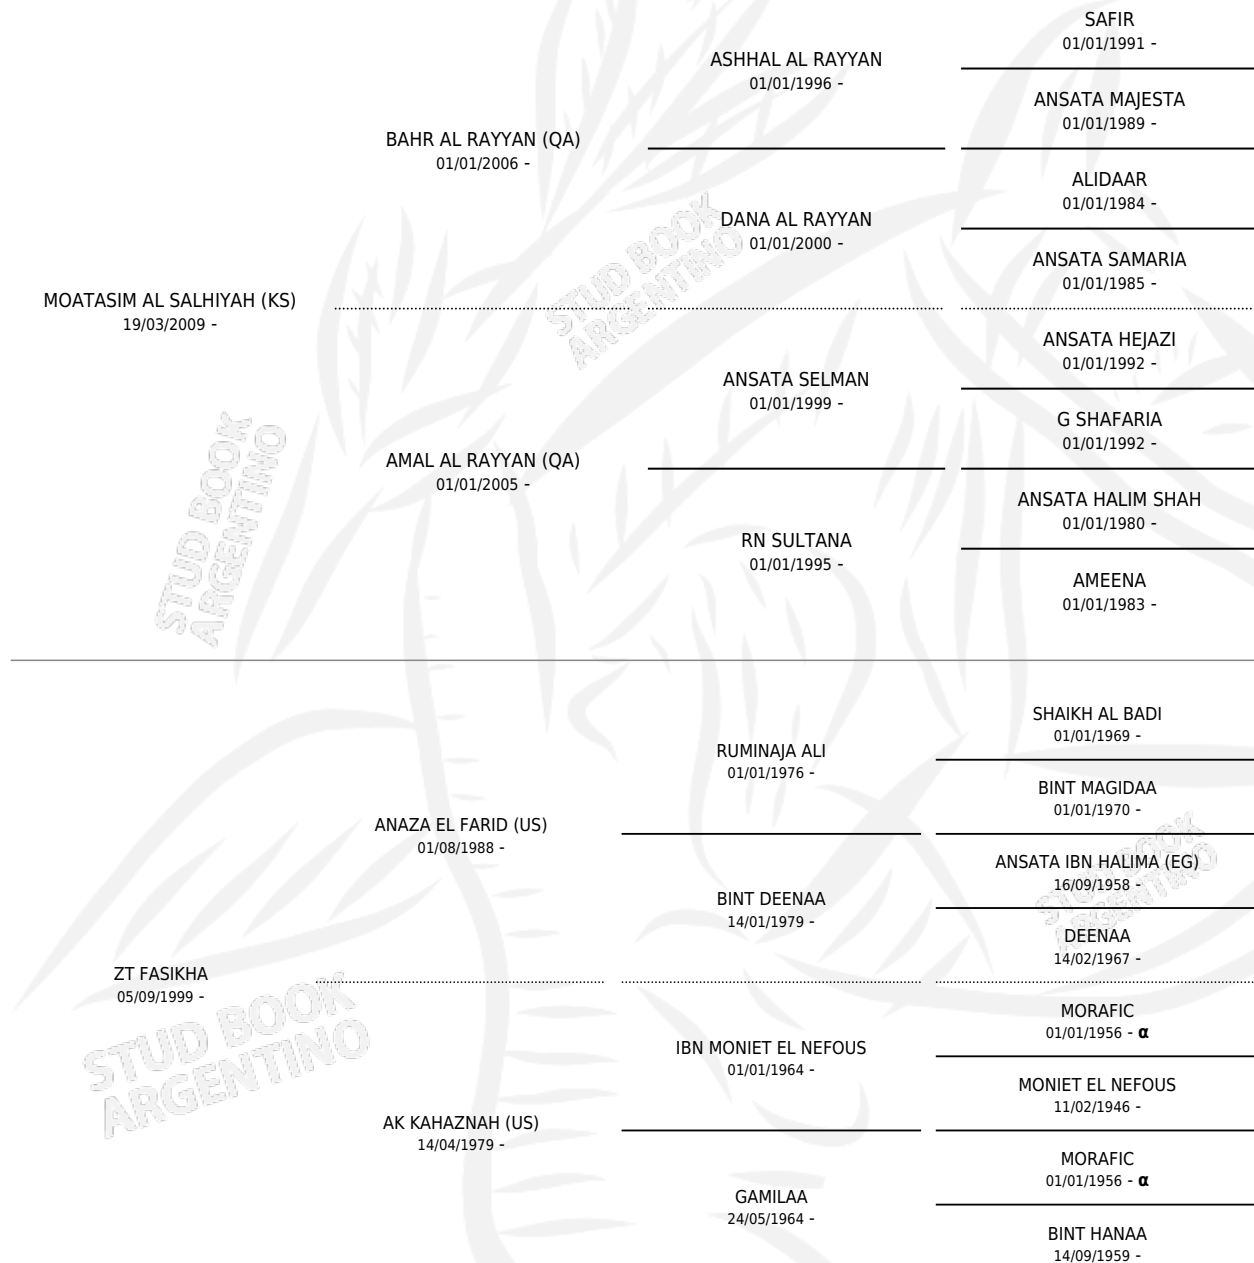 SAFIR
01/01/1991 -
ASHHAL AL RAYYAN
01/01/1996 -
ANSATA MAJESTA
01/01/1989 -
BAHR AL RAYYAN (QA)
01/01/2006 -
ALIDAAR
01/01/1984 -
DANA AL RAYYAN
01/01/2000 -
ANSATA SAMARIA
01/01/1985 -
MOATASIM AL SALHIYAH (KS)
19/03/2009 -
ANSATA HEJAZI
01/01/1992 -
ANSATA SELMAN
01/01/1999 -
G SHAFARIA
01/01/1992 -
AMAL AL RAYYAN (QA)
01/01/2005 -
ANSATA HALIM SHAH
01/01/1980 -
RN SULTANA
01/01/1995 -
AMEENA
01/01/1983 -
SHAIKH AL BADI
01/01/1969 -
RUMINAJA ALI
01/01/1976 -
BINT MAGIDAA
01/01/1970 -
ANAZA EL FARID (US)
01/08/1988 -
ANSATA IBN HALIMA (EG)
16/09/1958 -
BINT DEENAA
14/01/1979 -
DEENAA
14/02/1967 -
ZT FASIKHA
05/09/1999 -
MORAFIC
01/01/1956 - α
IBN MONIET EL NEFOUS
01/01/1964 -
MONIET EL NEFOUS
11/02/1946 -
AK KAHAZNAH (US)
14/04/1979 -
MORAFIC
01/01/1956 - α
GAMILAA
24/05/1964 -
BINT HANAA
14/09/1959 -
STUD BOOK
ARGENTINO
STUD BOOK
ARGENTINO
STUD BOOK
ARGENTINO
STUD BOOK
ARGENTINO